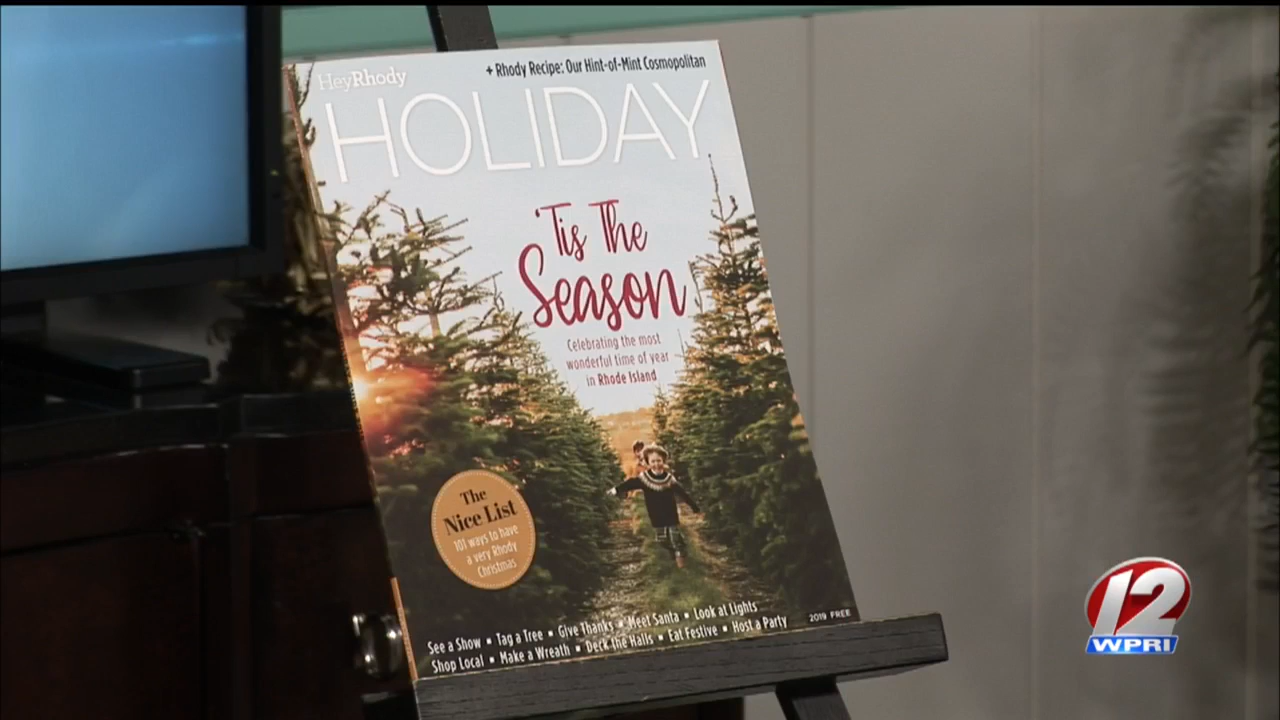 HeyRhody
+ Rhody Recipe: Our Hint-of-Mint Cosmopolitan
HOLIDAY
'Tis The
Season
Celebrating the most
wonderful time of year
in Rhode Island
The
Nice List
101 ways to have
a very Rhody
Christmas
See a Show ▪ Tag a Tree ▪ Give Thanks ▪ Meet Santa ▪ Look at Lights
Shop Local ▪ Make a Wreath ▪ Deck the Halls ▪ Eat Festive ▪ Host a Party
2019 FREE
12
WPRI